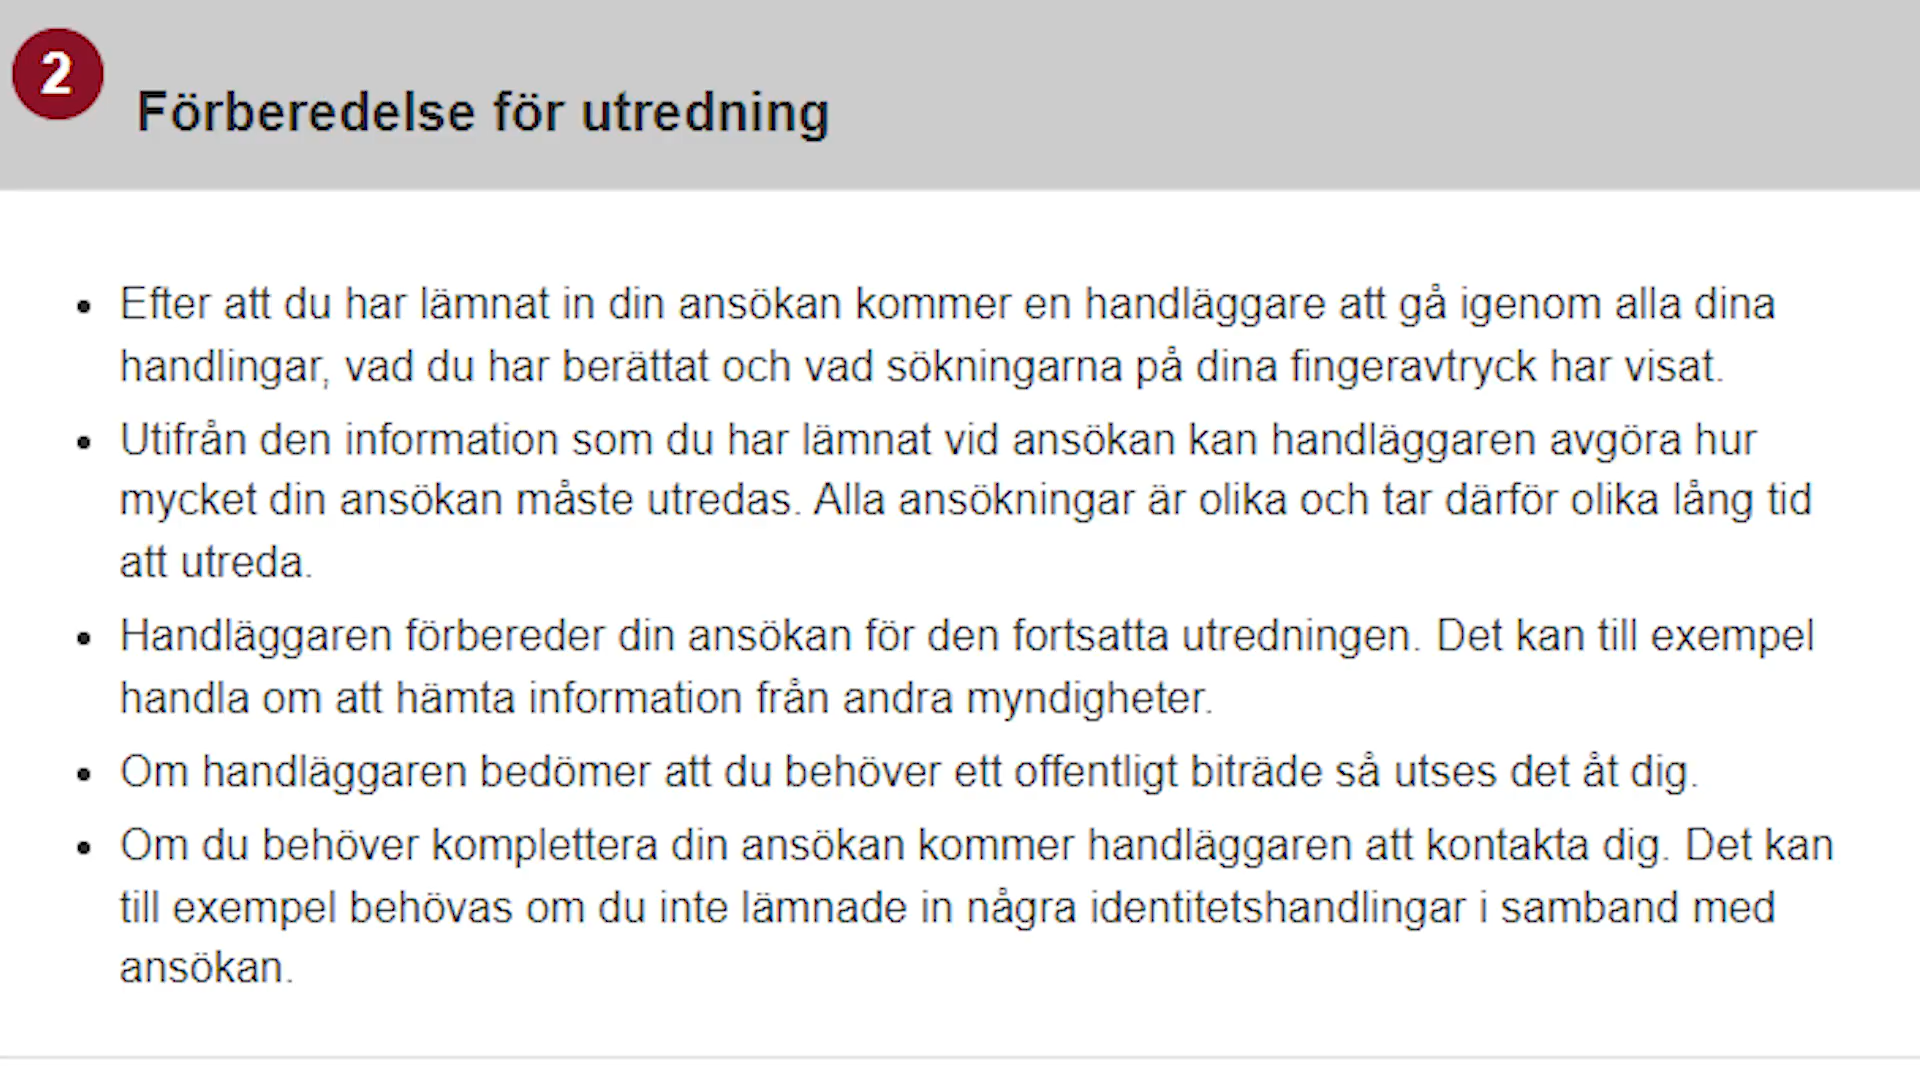 2
Förberedelse för utredning
• Efter att du har lämnat in din ansökan kommer en handläggare att gå igenom alla dina
handlingar, vad du har berättat och vad sökningarna på dina fingeravtryck har visat.
• Utifrån den information som du har lämnat vid ansökan kan handläggaren avgöra hur
mycket din ansökan måste utredas. Alla ansökningar är olika och tar därför olika lång tid
att utreda.
• Handläggaren förbereder din ansökan för den fortsatta utredningen. Det kan till exempel
handla om att hämta information från andra myndigheter.
• Om handläggaren bedömer att du behöver ett offentligt biträde så utses det åt dig.
• Om du behöver komplettera din ansökan kommer handläggaren att kontakta dig. Det kan
till exempel behövas om du inte lämnade in några identitetshandlingar i samband med
ansökan.